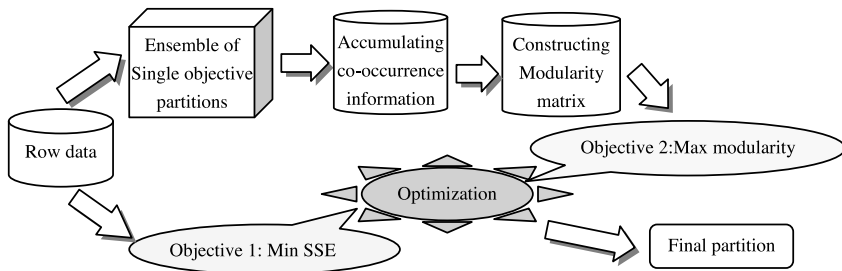 Ensemble of
Single objective
partitions
Accumulating
co-occurrence
information
Constructing
Modularity
matrix
Row data
Objective 2:Max modularity
Optimization
Objective 1: Min SSE
Final partition